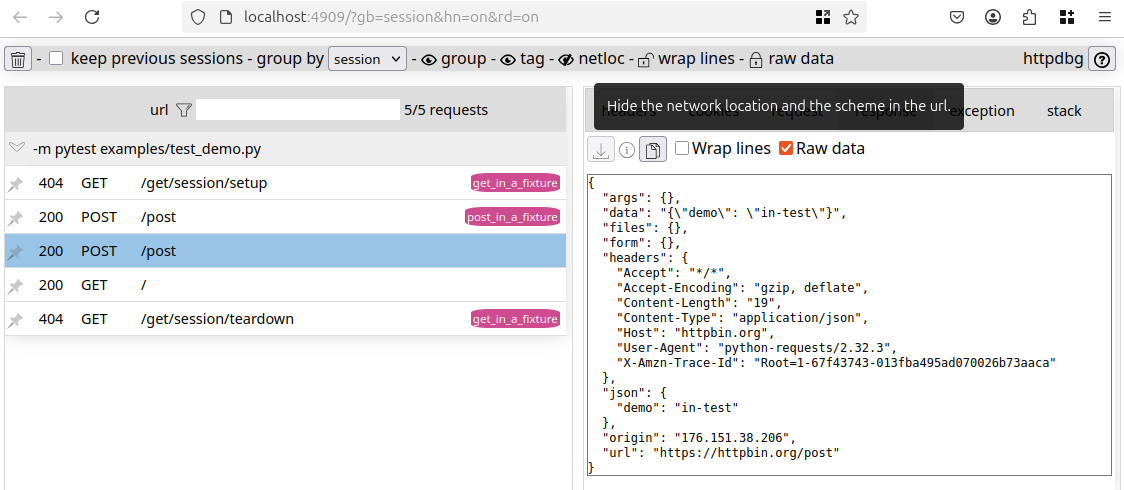 localhost:4909/?gb=session&hn=on&rd=on
- keep previous sessions - group by session - group - tag - netloc - wrap lines - raw data httpdbg ?
url 5/5 requests
-m pytest examples/test_demo.py
404 GET /get/session/setup get_in_a_fixture
200 POST /post post_in_a_fixture
200 POST /post
200 GET /
404 GET /get/session/teardown get_in_a_fixture
Hide the network location and the scheme in the url.
headers cookies request response exception stack
Wrap lines Raw data
{
  "args": {},
  "data": "{\"demo\": \"in-test\"}",
  "files": {},
  "form": {},
  "headers": {
    "Accept": "*/*",
    "Accept-Encoding": "gzip, deflate",
    "Content-Length": "19",
    "Content-Type": "application/json",
    "Host": "httpbin.org",
    "User-Agent": "python-requests/2.32.3",
    "X-Amzn-Trace-Id": "Root=1-67f43743-013fba495ad070026b73aaca"
  },
  "json": {
    "demo": "in-test"
  },
  "origin": "176.151.38.206",
  "url": "https://httpbin.org/post"
}